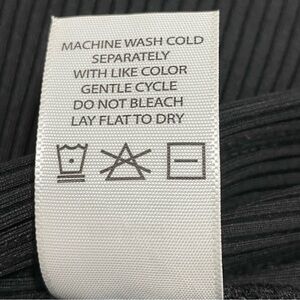 MACHINE WASH COLD
SEPARATELY
WITH LIKE COLOR
GENTLE CYCLE
DO NOT BLEACH
LAY FLAT TO DRY